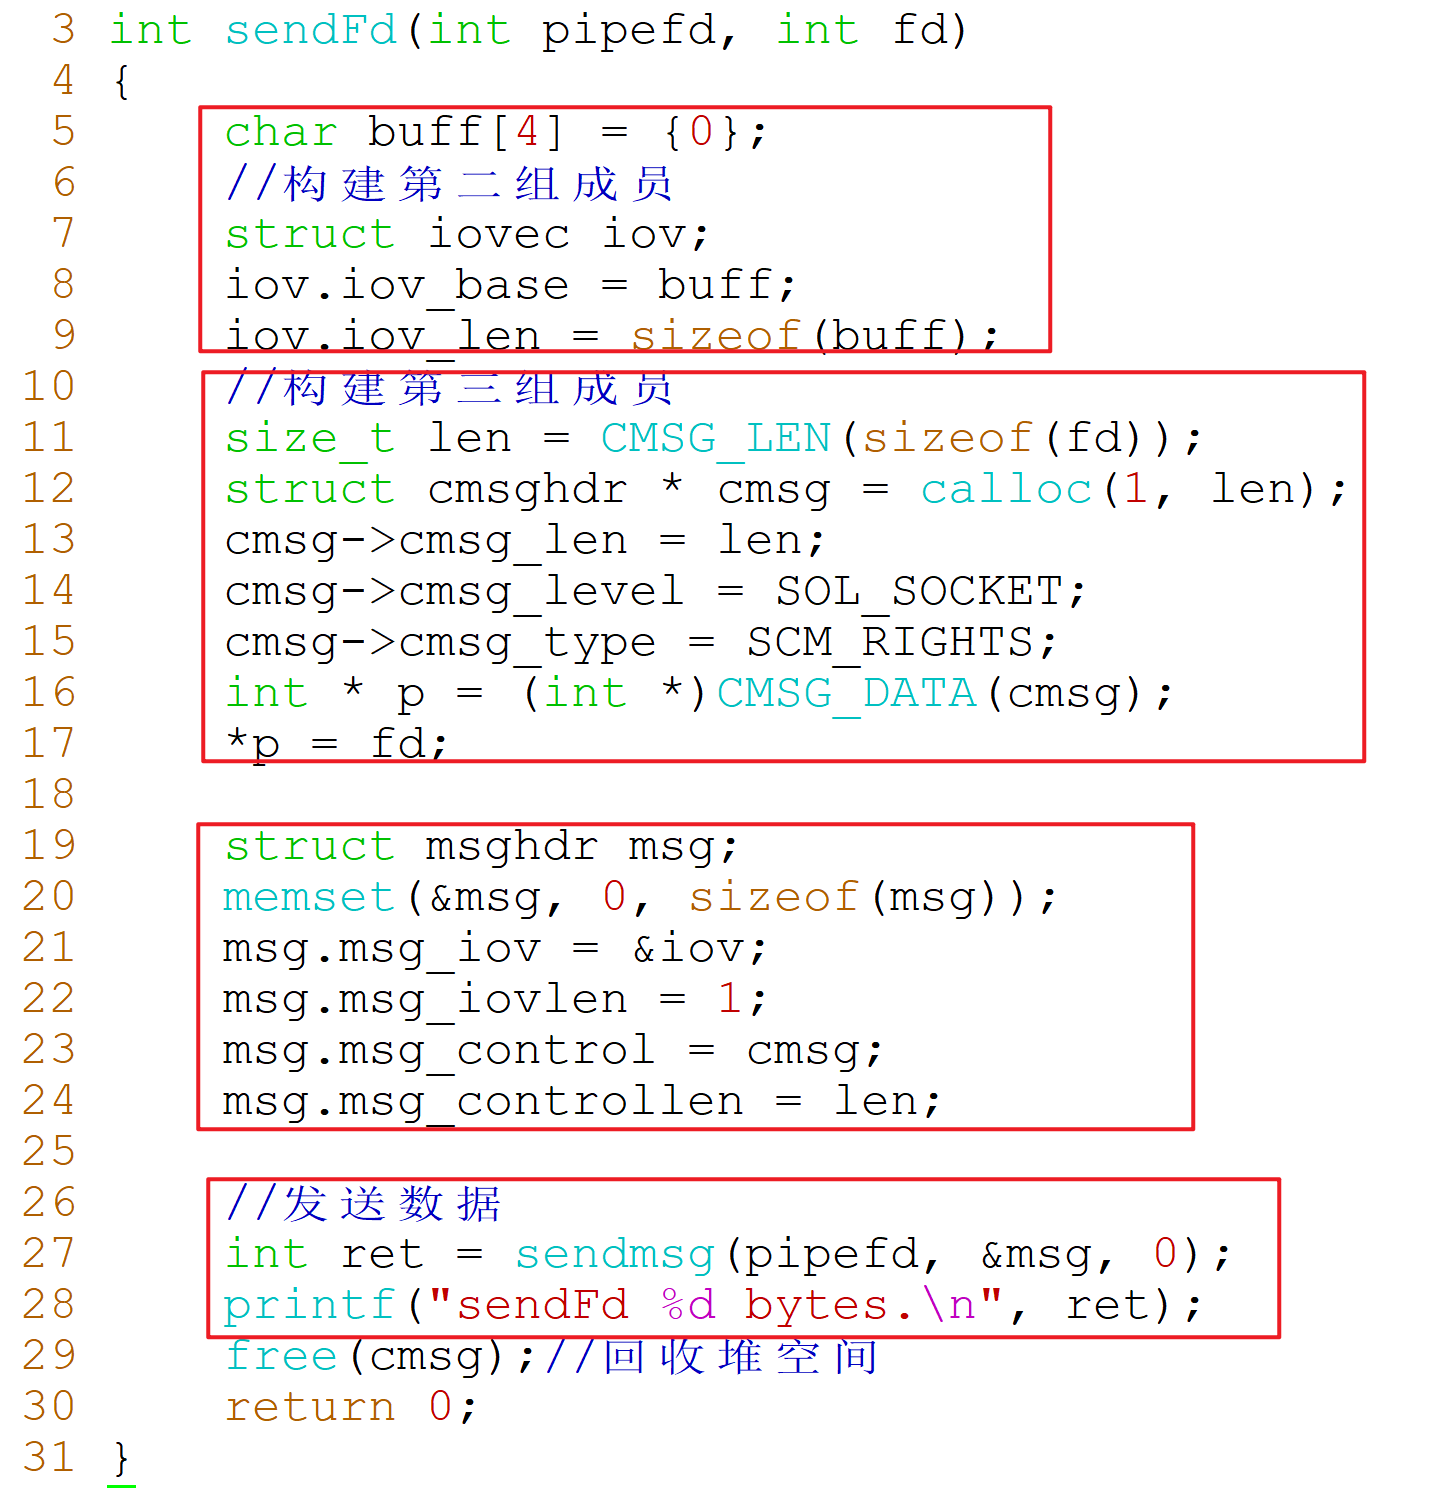 3 int sendFd(int pipefd, int fd)
4 {
5     char buff[4] = {0};
6     //构建第二组成员
7     struct iovec iov;
8     iov.iov_base = buff;
9     iov.iov_len = sizeof(buff);
10     //构建第三组成员
11     size_t len = CMSG_LEN(sizeof(fd));
12     struct cmsghdr * cmsg = calloc(1, len);
13     cmsg->cmsg_len = len;
14     cmsg->cmsg_level = SOL_SOCKET;
15     cmsg->cmsg_type = SCM_RIGHTS;
16     int * p = (int *)CMSG_DATA(cmsg);
17     *p = fd;
18
19     struct msghdr msg;
20     memset(&msg, 0, sizeof(msg));
21     msg.msg_iov = &iov;
22     msg.msg_iovlen = 1;
23     msg.msg_control = cmsg;
24     msg.msg_controllen = len;
25
26     //发送数据
27     int ret = sendmsg(pipefd, &msg, 0);
28     printf("sendFd %d bytes.\n", ret);
29     free(cmsg);//回收堆空间
30     return 0;
31 }